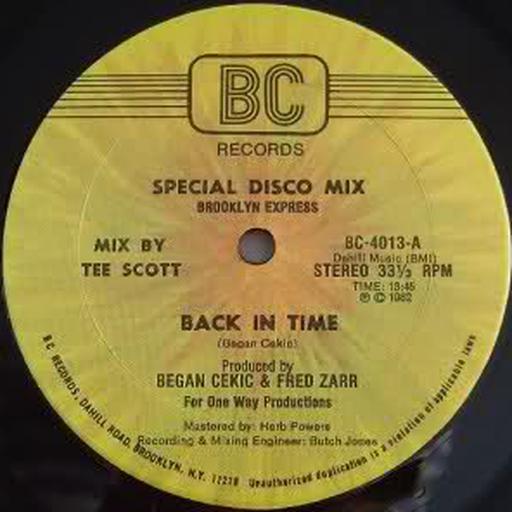 BC
RECORDS
SPECIAL DISCO MIX
BROOKLYN EXPRESS
MIX BY
TEE SCOTT
BC-4013-A
Dahill Music (BMI)
STEREO 33⅓ RPM
TIME: 13:45
℗ © 1982
BACK IN TIME
(Began Cekic)
Produced by
BEGAN CEKIC & FRED ZARR
For One Way Productions
Mastered by: Herb Powers
Recording & Mixing Engineer: Butch Jones
BC RECORDS, DAHILL ROAD, BROOKLYN, N.Y. 11218 Unauthorized duplication is a violation of applicable laws